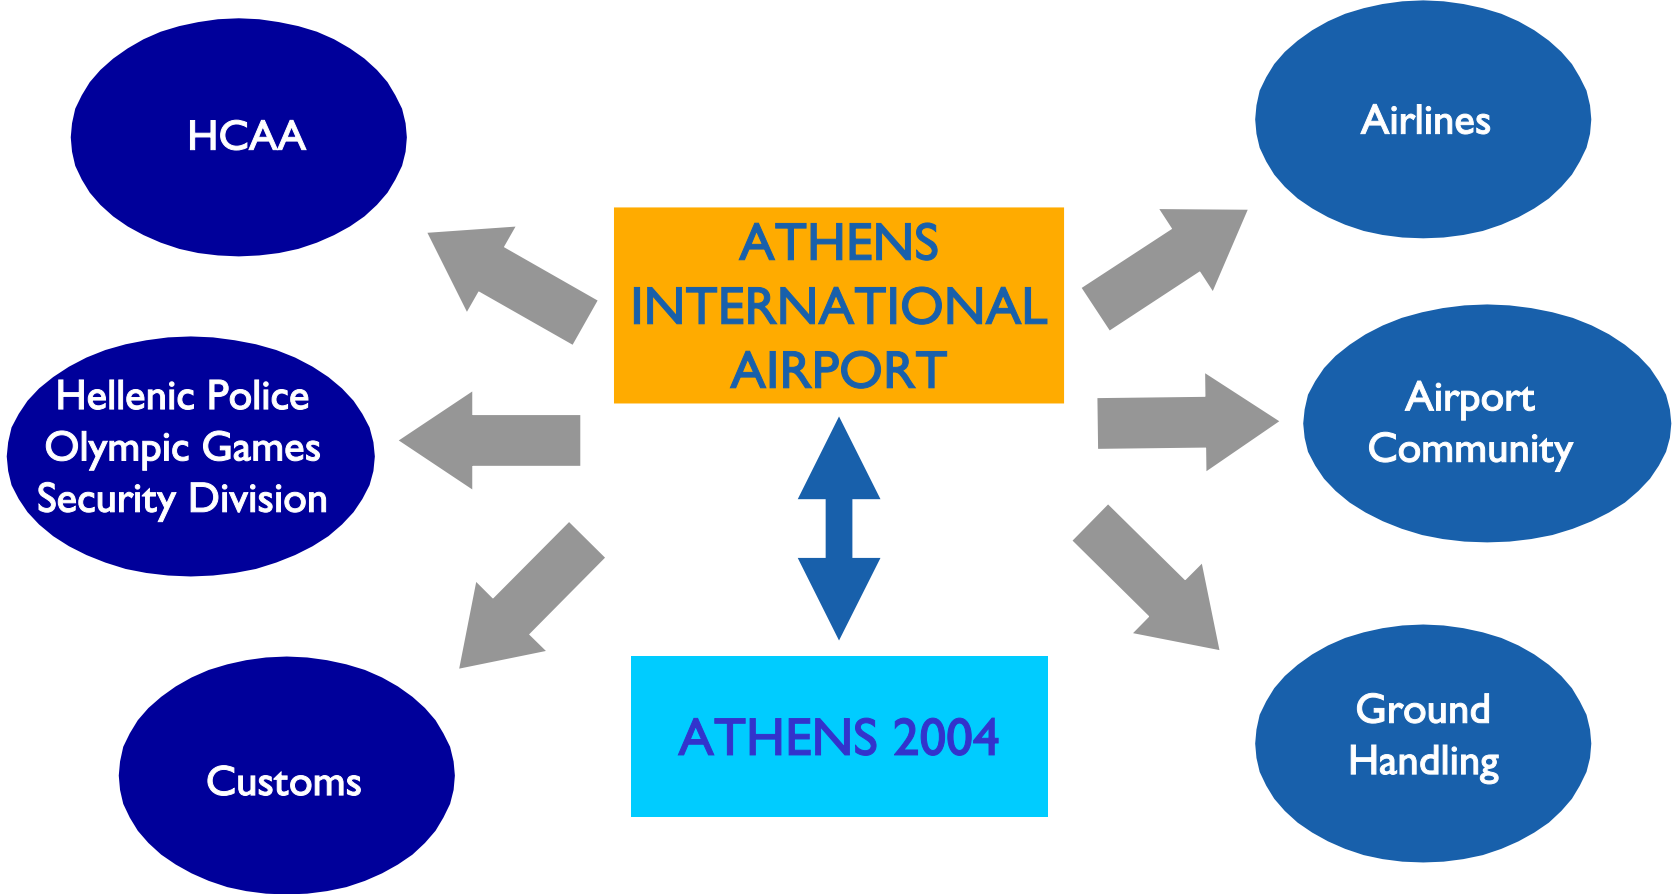 HCAA
Airlines
ATHENS
INTERNATIONAL
AIRPORT
Hellenic Police
Olympic Games
Security Division
Airport
Community
Customs
ATHENS 2004
Ground
Handling